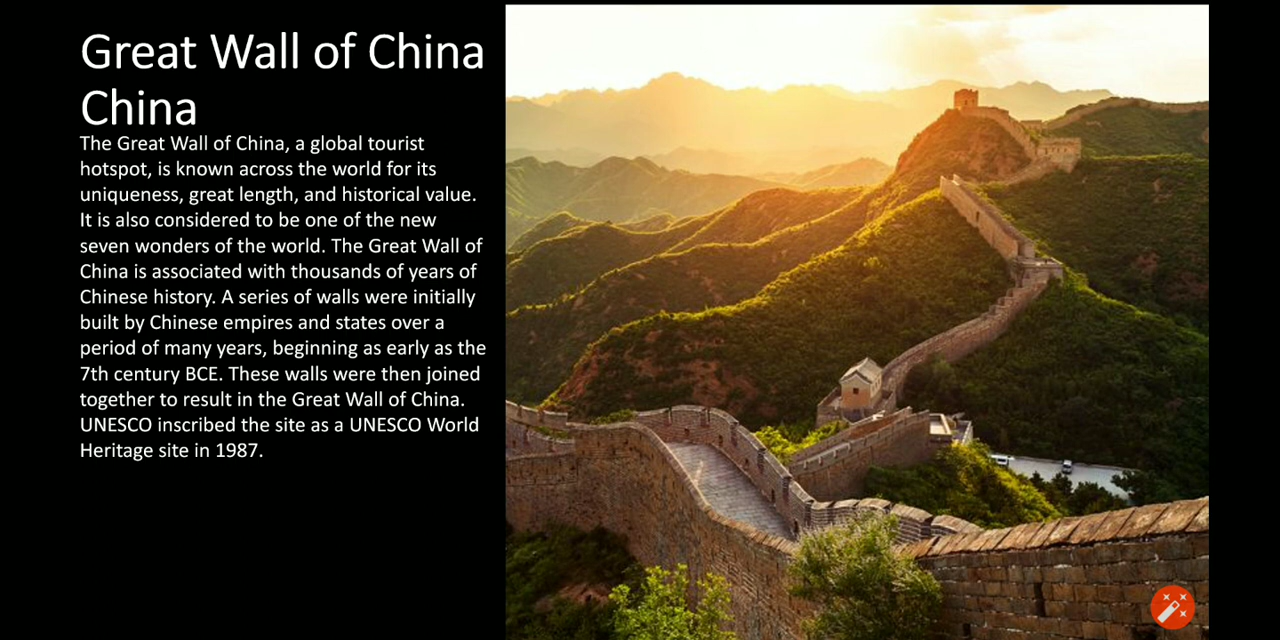 Great Wall of China
China
The Great Wall of China, a global tourist
hotspot, is known across the world for its
uniqueness, great length, and historical value.
It is also considered to be one of the new
seven wonders of the world. The Great Wall of
China is associated with thousands of years of
Chinese history. A series of walls were initially
built by Chinese empires and states over a
period of many years, beginning as early as the
7th century BCE. These walls were then joined
together to result in the Great Wall of China.
UNESCO inscribed the site as a UNESCO World
Heritage site in 1987.